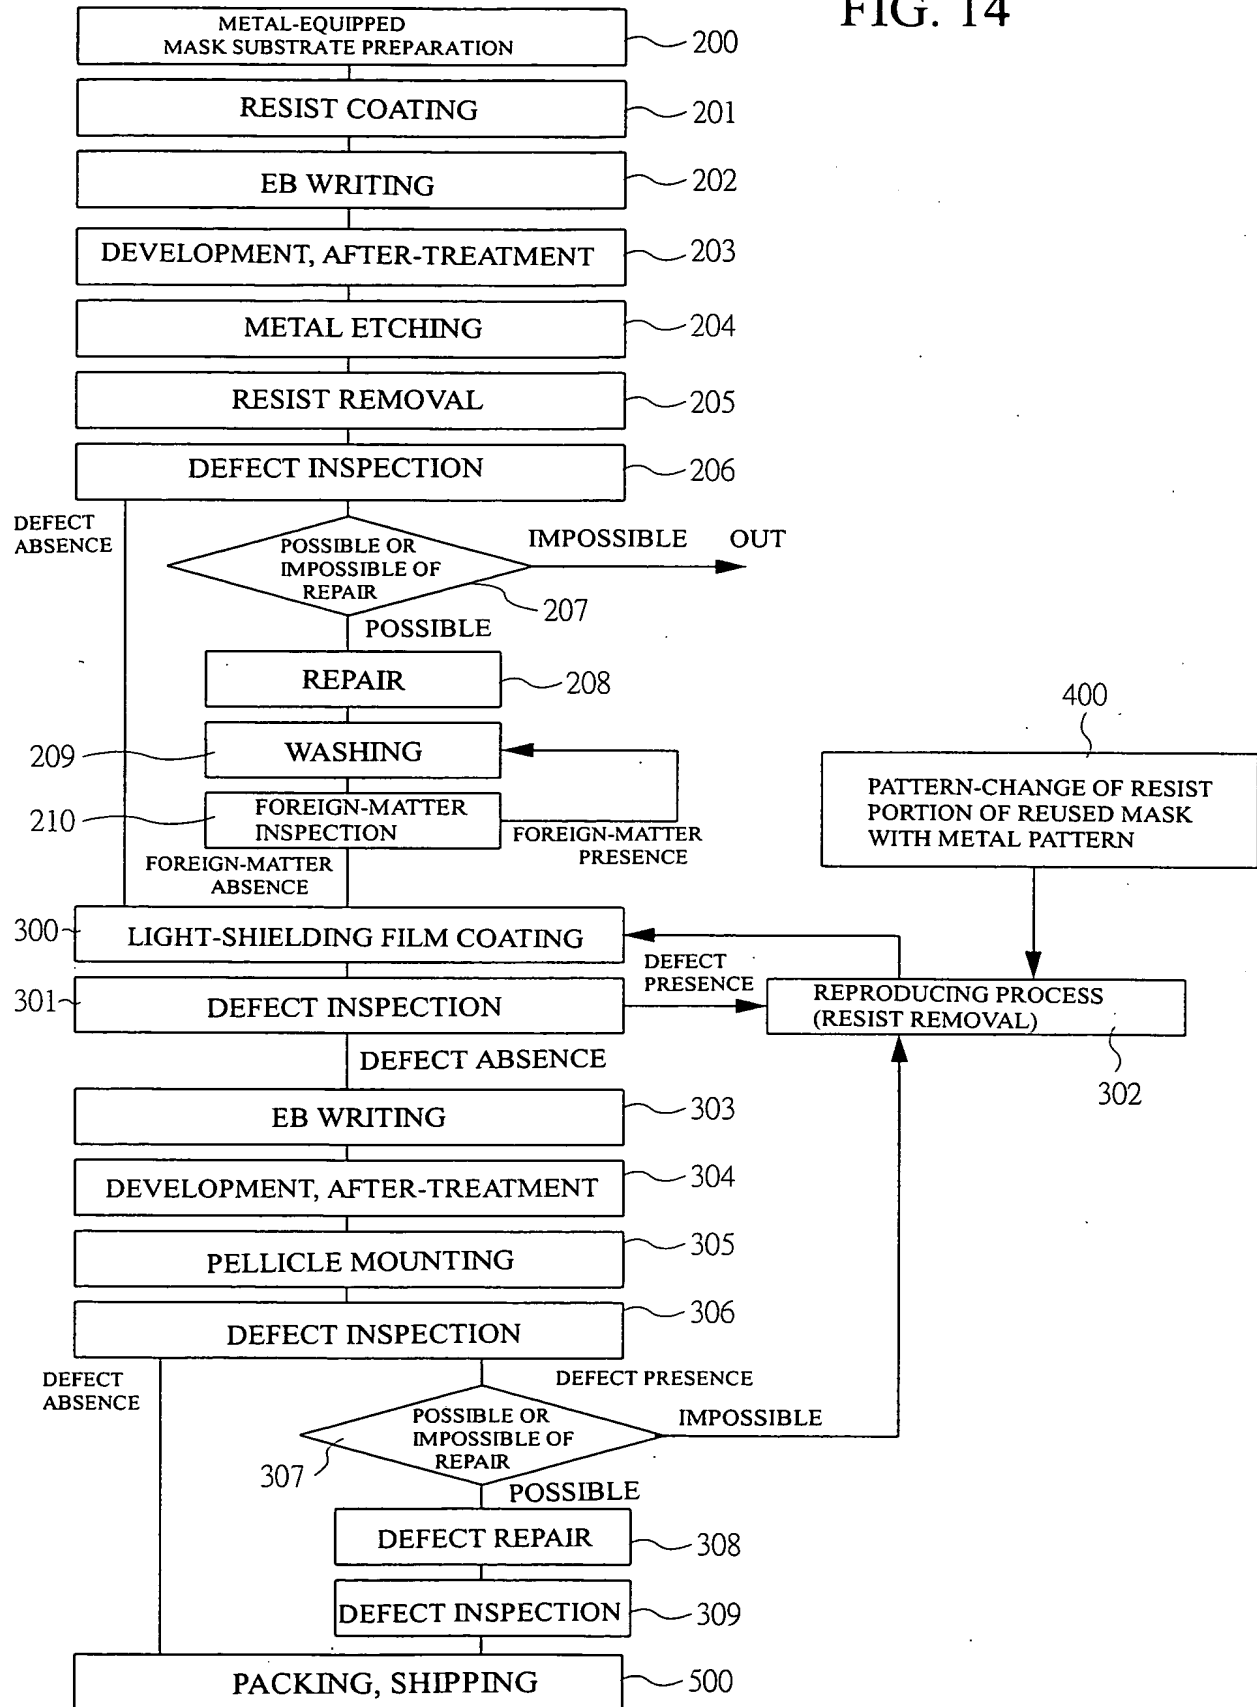 FIG. 14
METAL-EQUIPPED
MASK SUBSTRATE PREPARATION
200
RESIST COATING
201
EB WRITING
202
DEVELOPMENT, AFTER-TREATMENT
203
METAL ETCHING
204
RESIST REMOVAL
205
DEFECT INSPECTION
206
DEFECT
ABSENCE
POSSIBLE OR
IMPOSSIBLE OF
REPAIR
IMPOSSIBLE
OUT
207
POSSIBLE
REPAIR
208
WASHING
209
FOREIGN-MATTER
INSPECTION
210
FOREIGN-MATTER
PRESENCE
FOREIGN-MATTER
ABSENCE
400
PATTERN-CHANGE OF RESIST
PORTION OF REUSED MASK
WITH METAL PATTERN
300
LIGHT-SHIELDING FILM COATING
301
DEFECT INSPECTION
DEFECT
PRESENCE
REPRODUCING PROCESS
(RESIST REMOVAL)
302
DEFECT ABSENCE
EB WRITING
303
DEVELOPMENT, AFTER-TREATMENT
304
PELLICLE MOUNTING
305
DEFECT INSPECTION
306
DEFECT
ABSENCE
DEFECT PRESENCE
POSSIBLE OR
IMPOSSIBLE OF
REPAIR
IMPOSSIBLE
307
POSSIBLE
DEFECT REPAIR
308
DEFECT INSPECTION
309
PACKING, SHIPPING
500